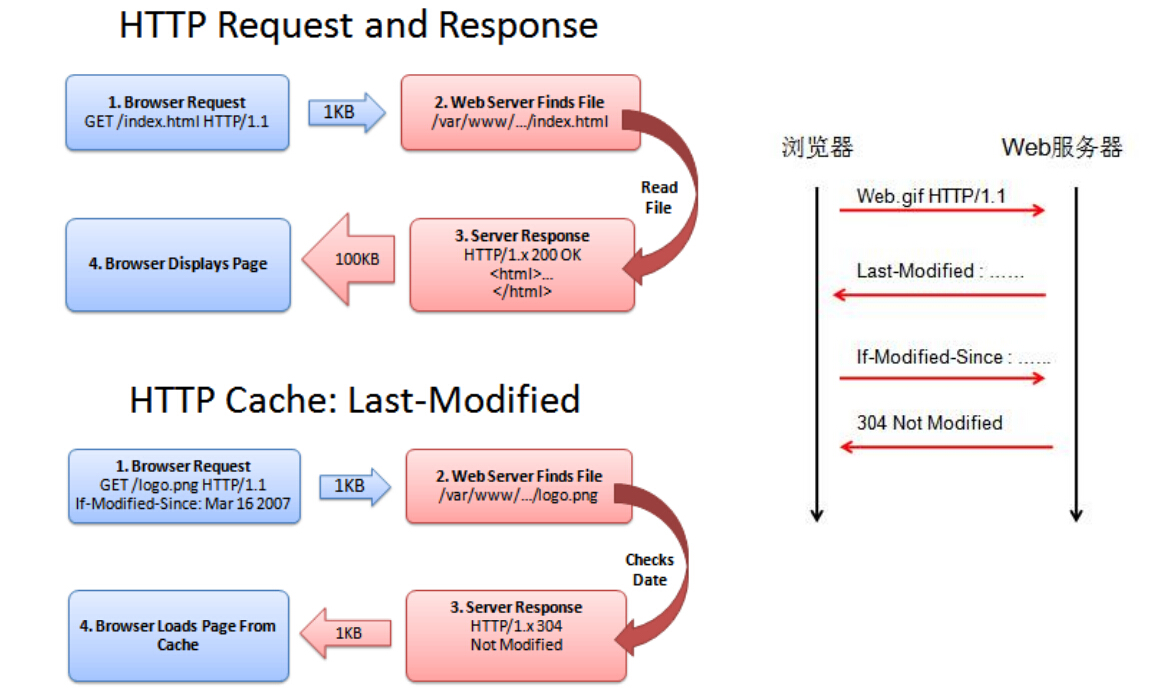 HTTP Request and Response
1. Browser Request
GET /index.html HTTP/1.1
1KB
2. Web Server Finds File
/var/www/.../index.html
Read
File
3. Server Response
HTTP/1.x 200 OK
<html>...
</html>
100KB
4. Browser Displays Page
HTTP Cache: Last-Modified
1. Browser Request
GET /logo.png HTTP/1.1
If-Modified-Since: Mar 16 2007
1KB
2. Web Server Finds File
/var/www/.../logo.png
Checks
Date
3. Server Response
HTTP/1.x 304
Not Modified
1KB
4. Browser Loads Page From
Cache
浏览器
Web服务器
Web.gif HTTP/1.1
Last-Modified : ……
If-Modified-Since : ……
304 Not Modified